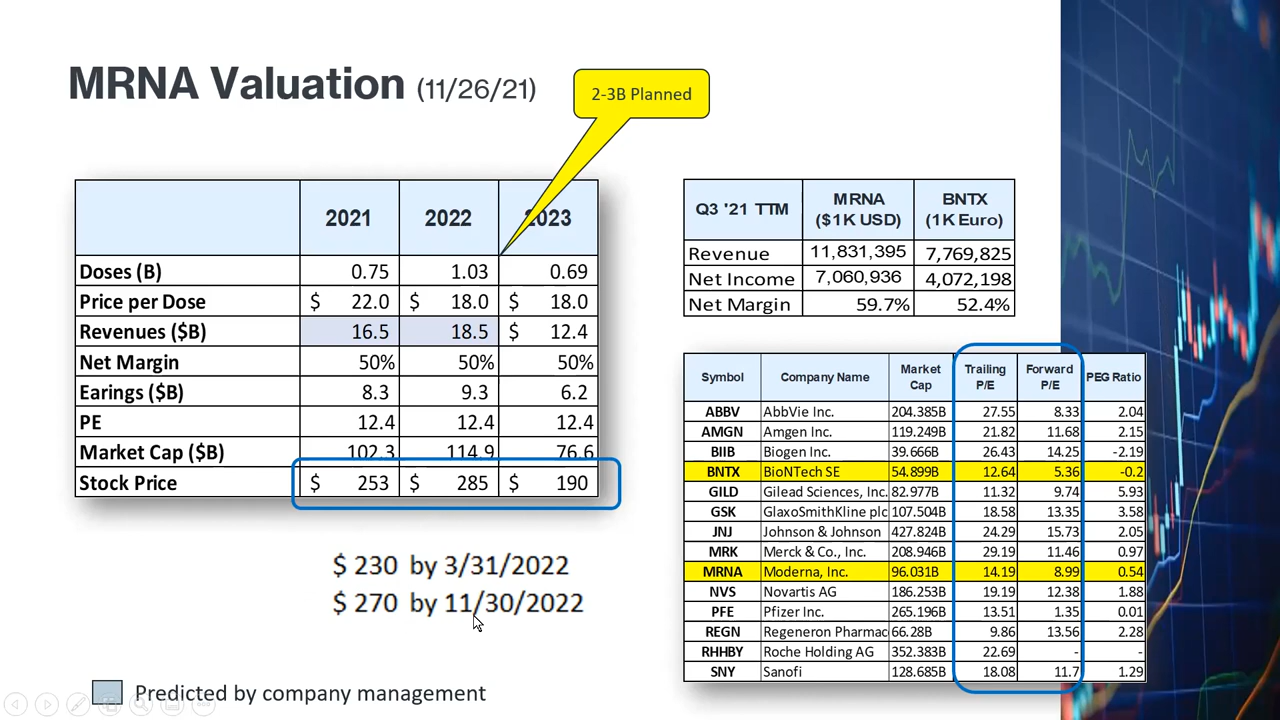 MRNA Valuation (11/26/21)
2-3B Planned
2021 2022 2023
Doses (B) 0.75 1.03 0.69
Price per Dose $ 22.0 $ 18.0 $ 18.0
Revenues ($B) 16.5 18.5 $ 12.4
Net Margin 50% 50% 50%
Earings ($B) 8.3 9.3 6.2
PE 12.4 12.4 12.4
Market Cap ($B) 102.3 114.9 76.6
Stock Price $ 253 $ 285 $ 190
$ 230 by 3/31/2022
$ 270 by 11/30/2022
Predicted by company management
Q3 '21 TTM MRNA ($1K USD) BNTX (1K Euro)
Revenue 11,831,395 7,769,825
Net Income 7,060,936 4,072,198
Net Margin 59.7% 52.4%
Symbol Company Name Market Cap Trailing P/E Forward P/E PEG Ratio
ABBV AbbVie Inc. 204.385B 27.55 8.33 2.04
AMGN Amgen Inc. 119.249B 21.82 11.68 2.15
BIIB Biogen Inc. 39.666B 26.43 14.25 -2.19
BNTX BioNTech SE 54.899B 12.64 5.36 -0.2
GILD Gilead Sciences, Inc. 82.977B 11.32 9.74 5.93
GSK GlaxoSmithKline plc 107.504B 18.58 13.35 3.58
JNJ Johnson & Johnson 427.824B 24.29 15.73 2.05
MRK Merck & Co., Inc. 208.946B 29.19 11.46 0.97
MRNA Moderna, Inc. 96.031B 14.19 8.99 0.54
NVS Novartis AG 186.253B 19.19 12.38 1.88
PFE Pfizer Inc. 265.196B 13.51 1.35 0.01
REGN Regeneron Pharmac 66.28B 9.86 13.56 2.28
RHHBY Roche Holding AG 352.383B 22.69 - -
SNY Sanofi 128.685B 18.08 11.7 1.29